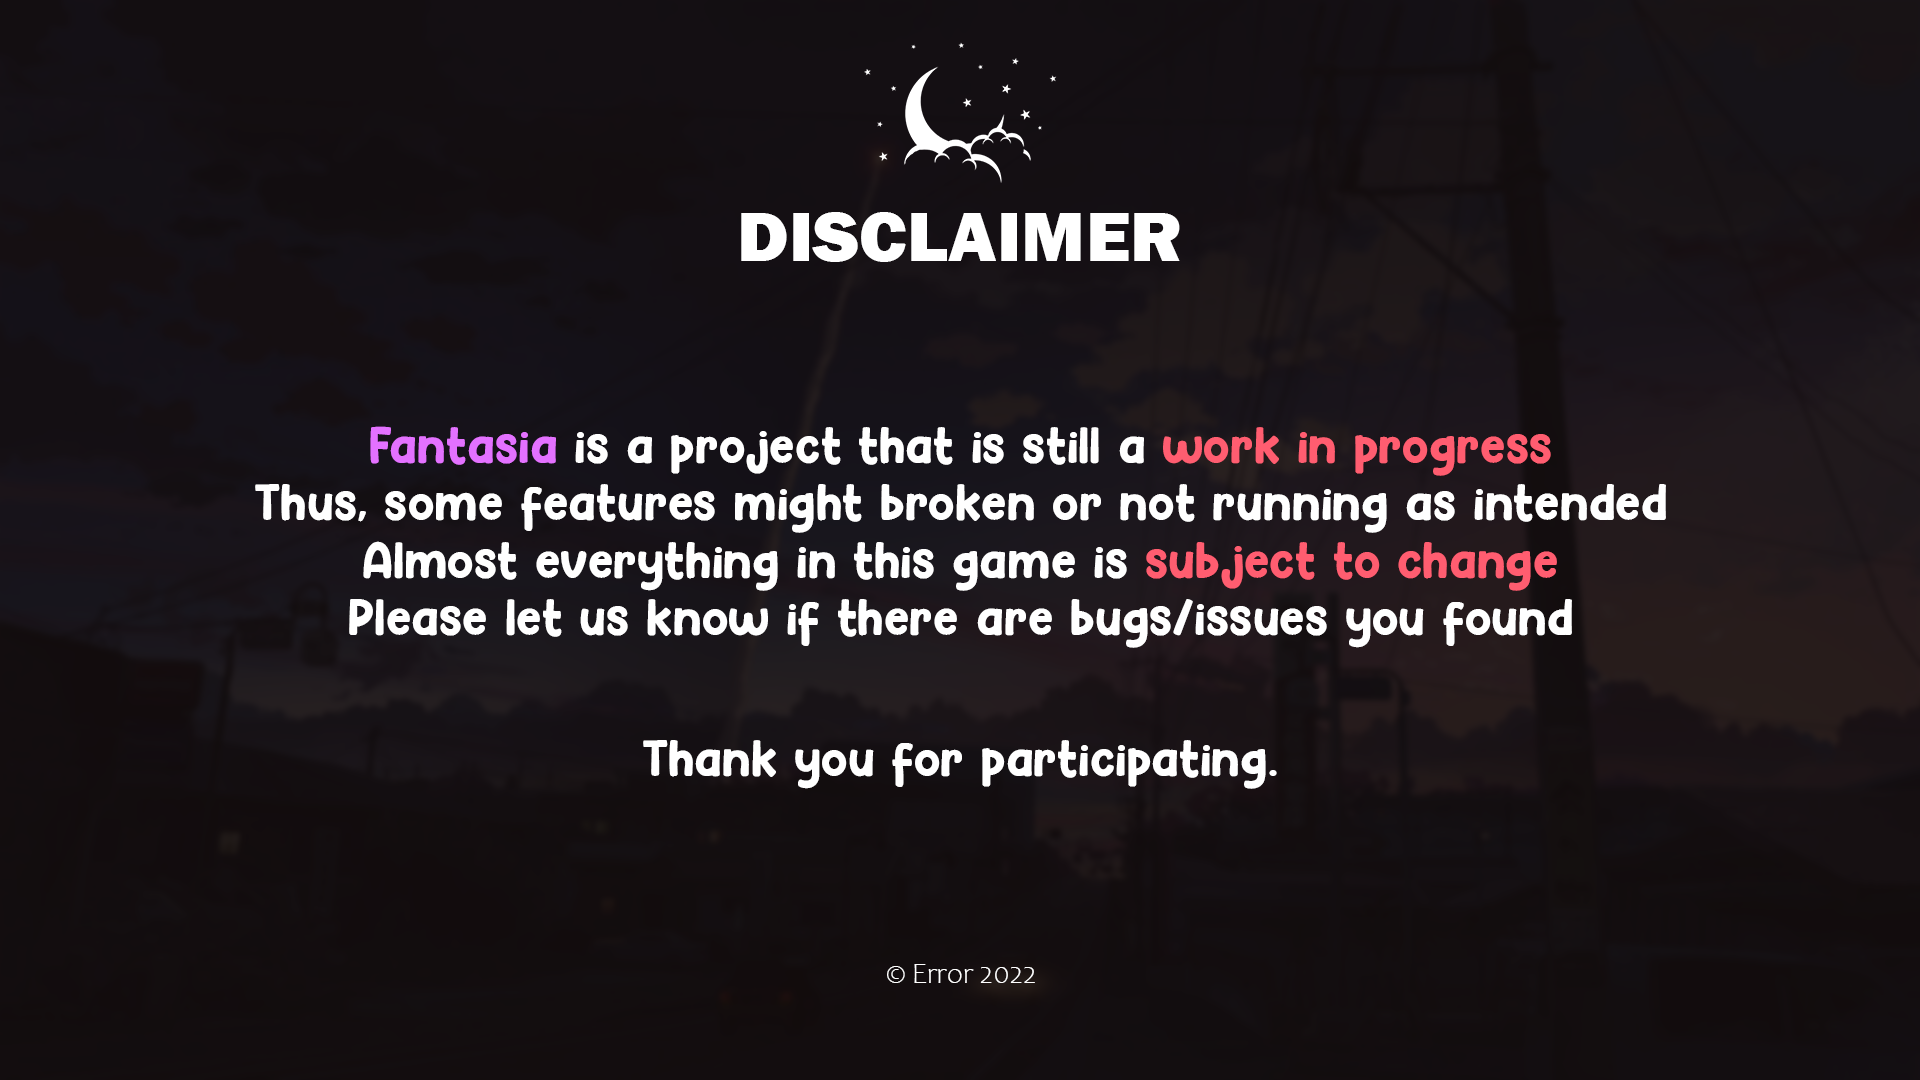 DISCLAIMER
Fantasia is a project that is still a work in progress
Thus, some features might broken or not running as intended
Almost everything in this game is subject to change
Please let us know if there are bugs/issues you found
Thank you for participating.
© Error 2022